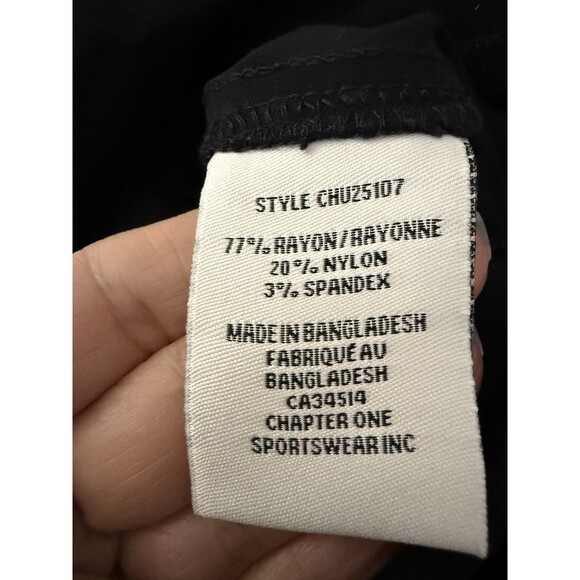 STYLE CHU25107
77% RAYON/RAYONNE
20% NYLON
3% SPANDEX
MADE IN BANGLADESH
FABRIQUÉ AU
BANGLADESH
CA34514
CHAPTER ONE
SPORTSWEAR INC